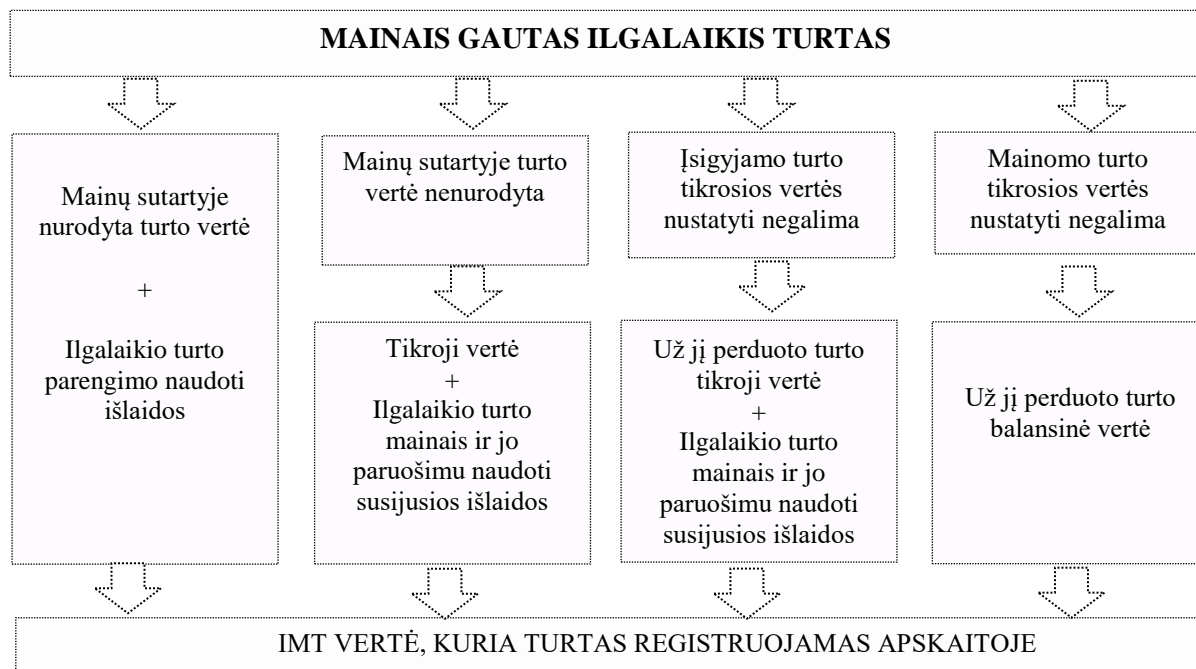 MAINAIS GAUTAS ILGALAIKIS TURTAS
Mainų sutartyje
nurodyta turto vertė
+
Ilgalaikio turto
parengimo naudoti
išlaidos
Mainų sutartyje turto
vertė nenurodyta
Tikroji vertė
+
Ilgalaikio turto
mainais ir jo
paruošimu naudoti
susijusios išlaidos
Įsigyjamo turto
tikrosios vertės
nustatyti negalima
Už jį perduoto turto
tikroji vertė
+
Ilgalaikio turto
mainais ir jo
paruošimu naudoti
susijusios išlaidos
Mainomo turto
tikrosios vertės
nustatyti negalima
Už jį perduoto turto
balansinė vertė
IMT VERTĖ, KURIA TURTAS REGISTRUOJAMAS APSKAITOJE